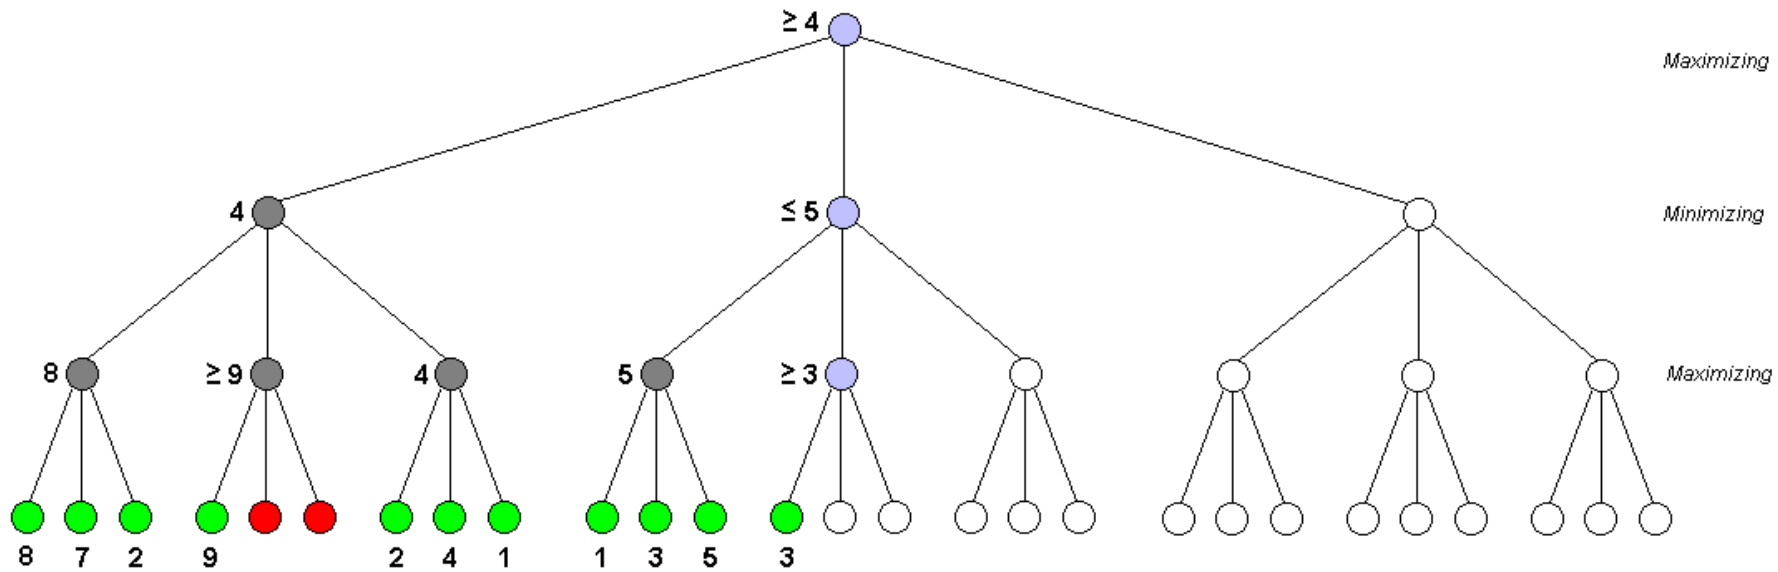 ≥ 4
Maximizing
4
≤ 5
Minimizing
8
≥ 9
4
5
≥ 3
Maximizing
8 7 2 9 2 4 1 1 3 5 3